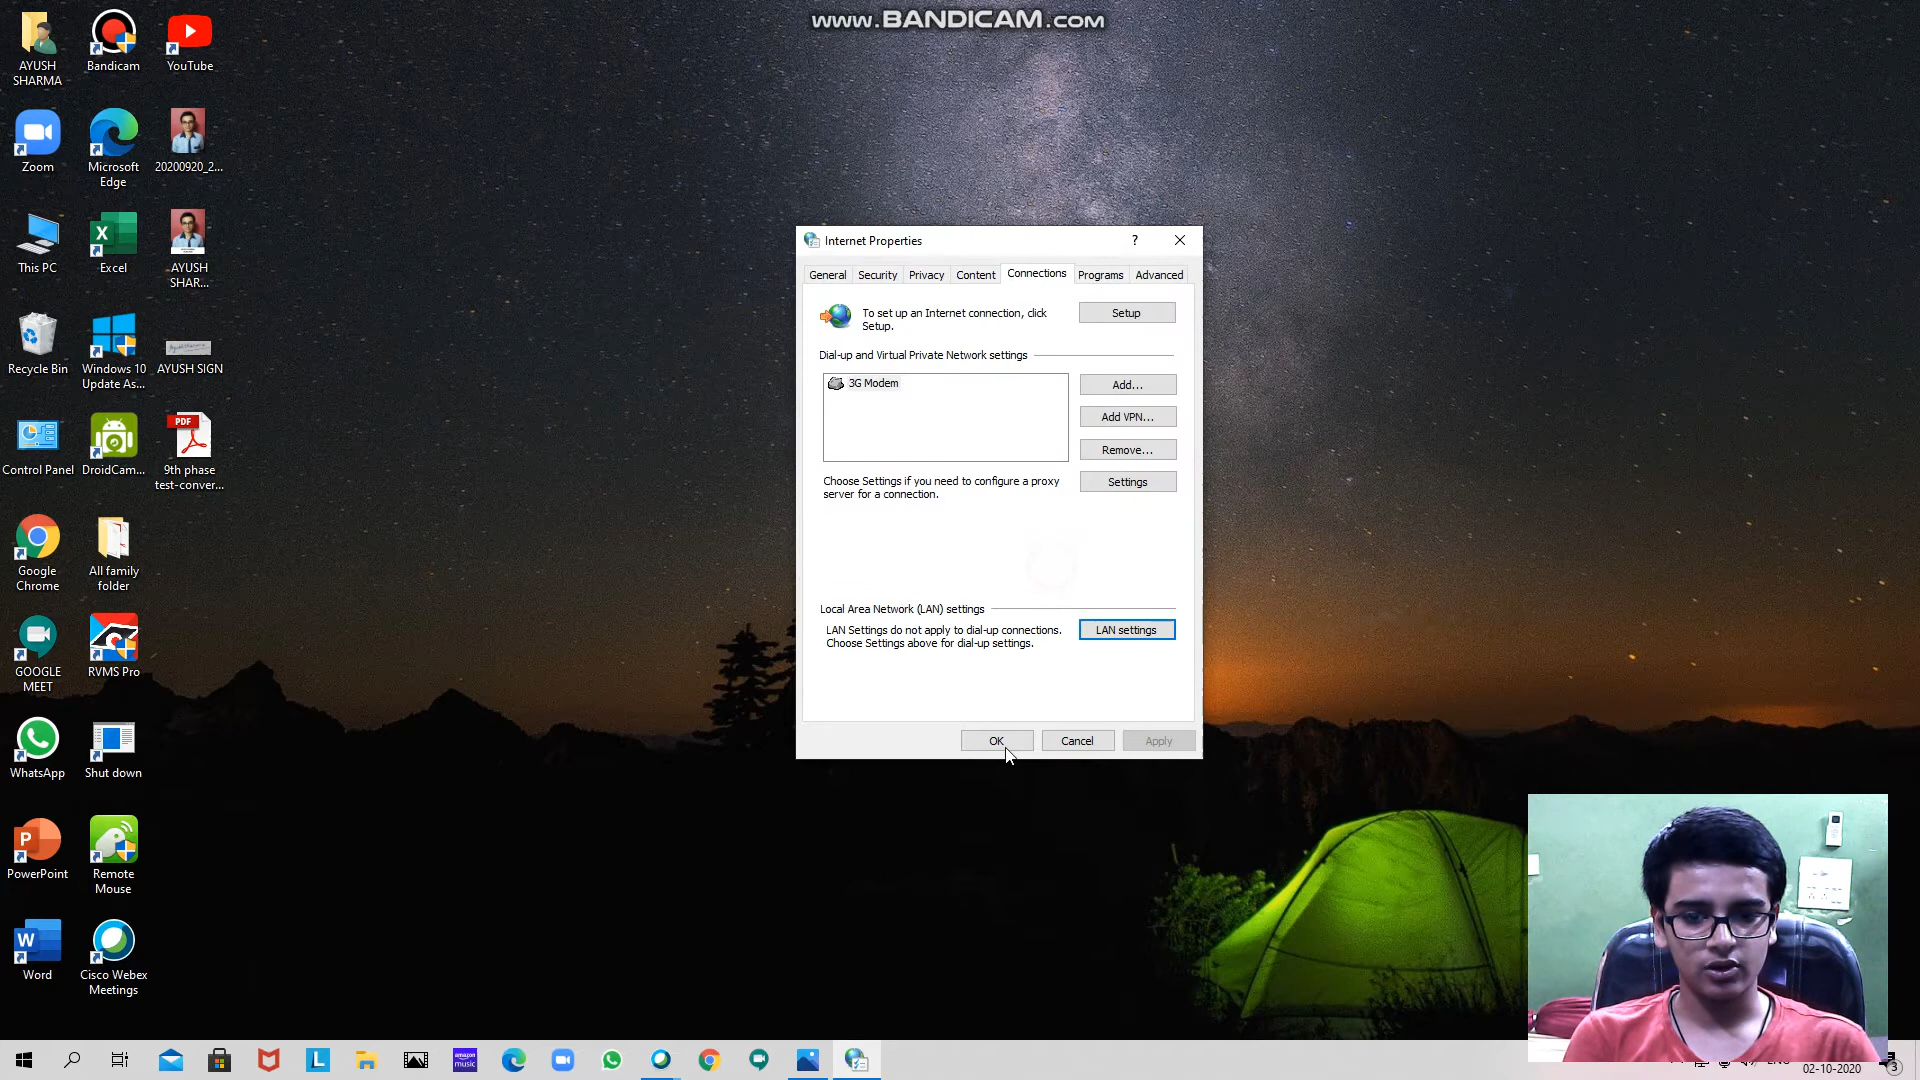 www.BANDICAM.com
AYUSH
SHARMA
Bandicam
YouTube
Zoom
Microsoft
Edge
20200920_2...
This PC
Excel
AYUSH
SHAR...
Recycle Bin
Windows 10
Update As...
AYUSH SIGN
Control Panel
DroidCam...
PDF
9th phase
test-conver...
Google
Chrome
All family
folder
GOOGLE
MEET
RVMS Pro
WhatsApp
Shut down
PowerPoint
Remote
Mouse
Word
Cisco Webex
Meetings
Internet Properties
General
Security
Privacy
Content
Connections
Programs
Advanced
To set up an Internet connection, click
Setup.
Setup
Dial-up and Virtual Private Network settings
3G Modem
Add...
Add VPN...
Remove...
Choose Settings if you need to configure a proxy
server for a connection.
Settings
Local Area Network (LAN) settings
LAN Settings do not apply to dial-up connections.
Choose Settings above for dial-up settings.
LAN settings
OK
Cancel
Apply
amazon
music
02-10-2020
3